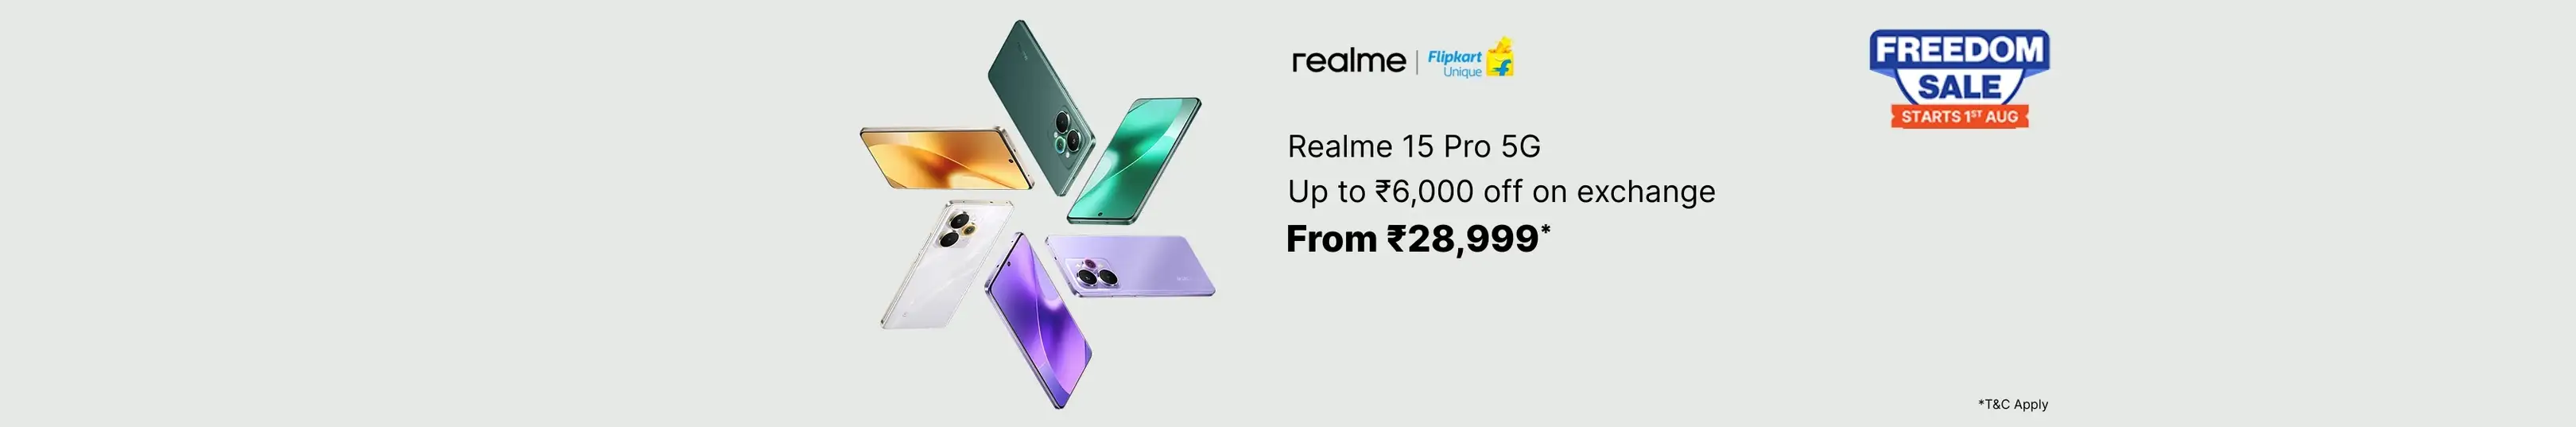 realme | Flipkart
Unique
Realme 15 Pro 5G
Up to ₹6,000 off on exchange
From ₹28,999*
FREEDOM
SALE
STARTS 1ST AUG
*T&C Apply